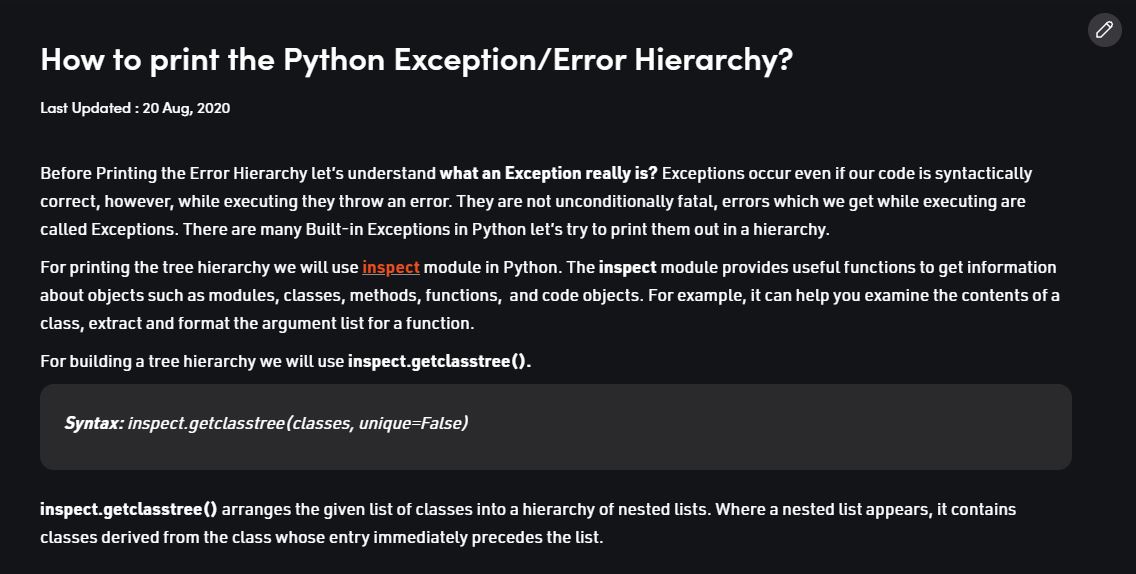 How to print the Python Exception/Error Hierarchy?
Last Updated : 20 Aug, 2020
Before Printing the Error Hierarchy let's understand what an Exception really is? Exceptions occur even if our code is syntactically
correct, however, while executing they throw an error. They are not unconditionally fatal, errors which we get while executing are
called Exceptions. There are many Built-in Exceptions in Python let's try to print them out in a hierarchy.
For printing the tree hierarchy we will use inspect module in Python. The inspect module provides useful functions to get information
about objects such as modules, classes, methods, functions,  and code objects. For example, it can help you examine the contents of a
class, extract and format the argument list for a function.
For building a tree hierarchy we will use inspect.getclasstree().
Syntax: inspect.getclasstree(classes, unique=False)
inspect.getclasstree() arranges the given list of classes into a hierarchy of nested lists. Where a nested list appears, it contains
classes derived from the class whose entry immediately precedes the list.